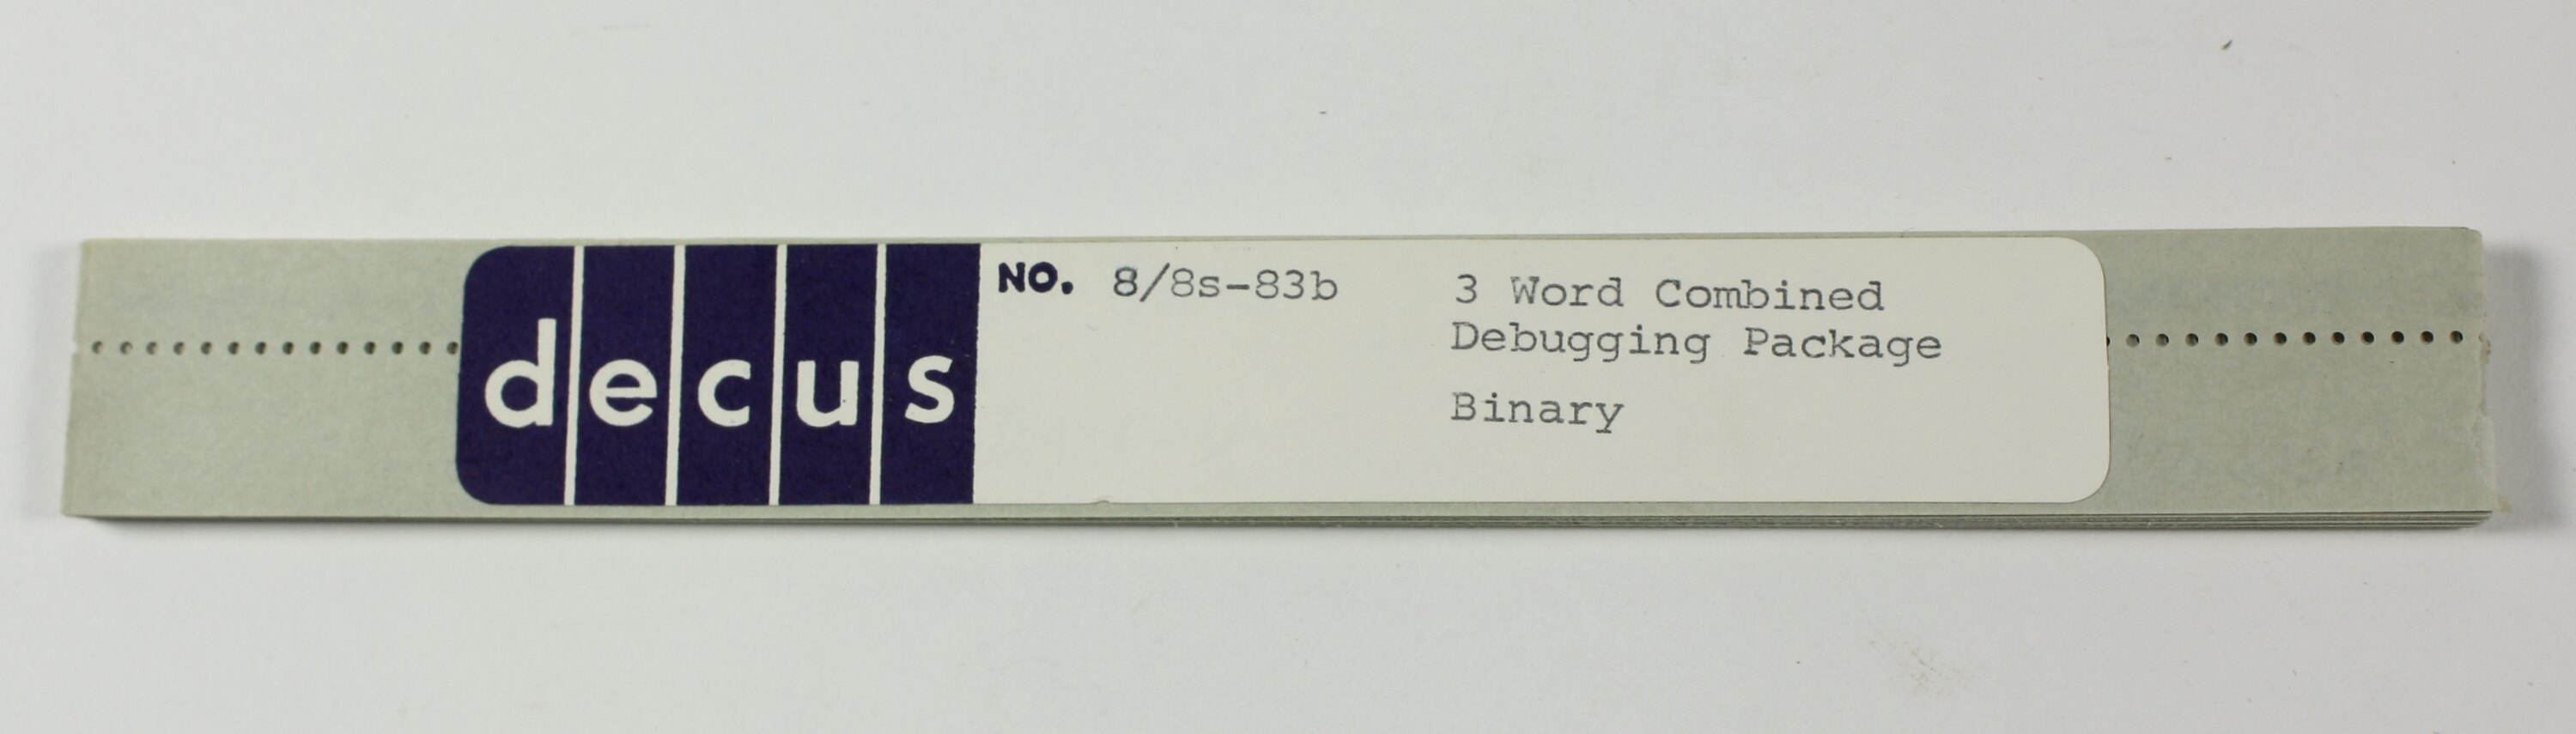 decus
NO. 8/8s-83b
3 Word Combined
Debugging Package
Binary